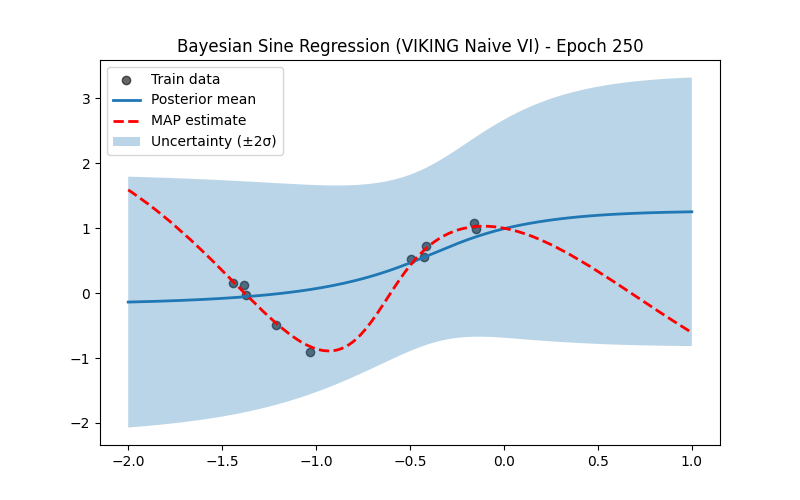 Bayesian Sine Regression (VIKING Naive VI) - Epoch 250
Train data
Posterior mean
MAP estimate
Uncertainty (±2σ)
3
2
1
0
−1
−2
−2.0 −1.5 −1.0 −0.5 0.0 0.5 1.0